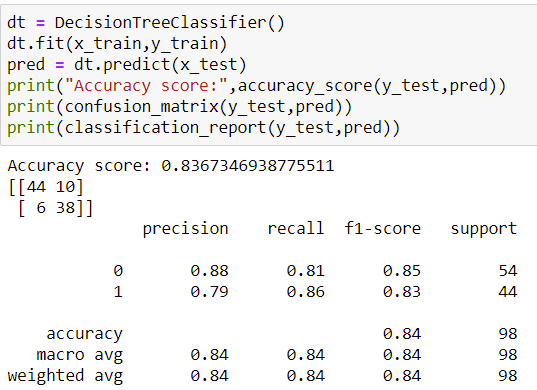 dt = DecisionTreeClassifier()
dt.fit(x_train,y_train)
pred = dt.predict(x_test)
print("Accuracy score:",accuracy_score(y_test,pred))
print(confusion_matrix(y_test,pred))
print(classification_report(y_test,pred))
Accuracy score: 0.8367346938775511
[[44 10]
[ 6 38]]
precision recall f1-score support
0 0.88 0.81 0.85 54
1 0.79 0.86 0.83 44
accuracy 0.84 98
macro avg 0.84 0.84 0.84 98
weighted avg 0.84 0.84 0.84 98